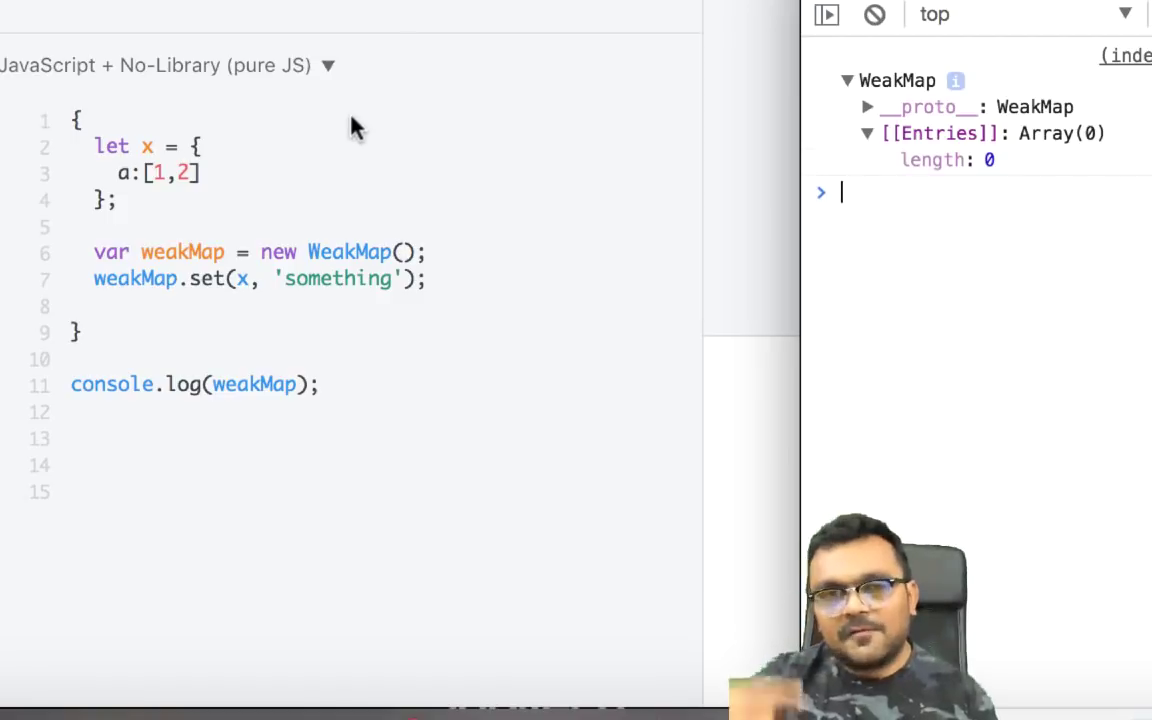 JavaScript + No-Library (pure JS) ▼
1 {
2 let x = {
3 a:[1,2]
4 };
5
6 var weakMap = new WeakMap();
7 weakMap.set(x, 'something');
8
9 }
10
11 console.log(weakMap);
12
13
14
15
top ▼
(inde
▼ WeakMap i
▶ __proto__: WeakMap
▼ [[Entries]]: Array(0)
length: 0
>